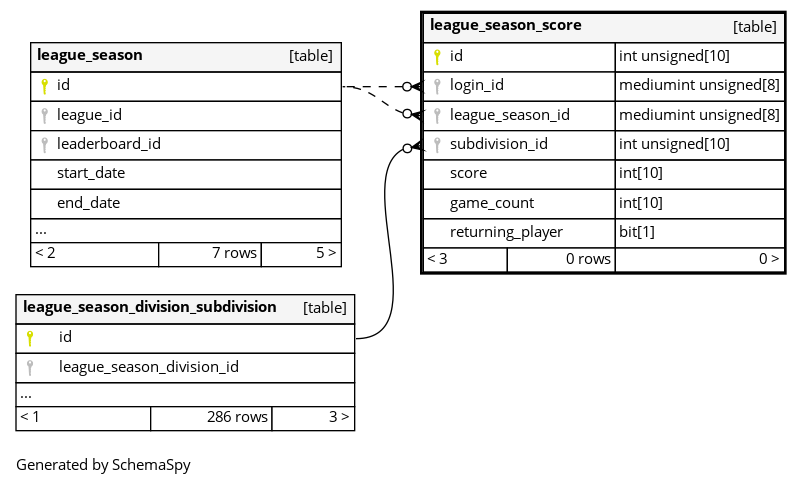 league_season [table]
id
league_id
leaderboard_id
start_date
end_date
...
< 2 7 rows 5 >
league_season_score [table]
id int unsigned[10]
login_id mediumint unsigned[8]
league_season_id mediumint unsigned[8]
subdivision_id int unsigned[10]
score int[10]
game_count int[10]
returning_player bit[1]
< 3 0 rows 0 >
league_season_division_subdivision [table]
id
league_season_division_id
...
< 1 286 rows 3 >
Generated by SchemaSpy